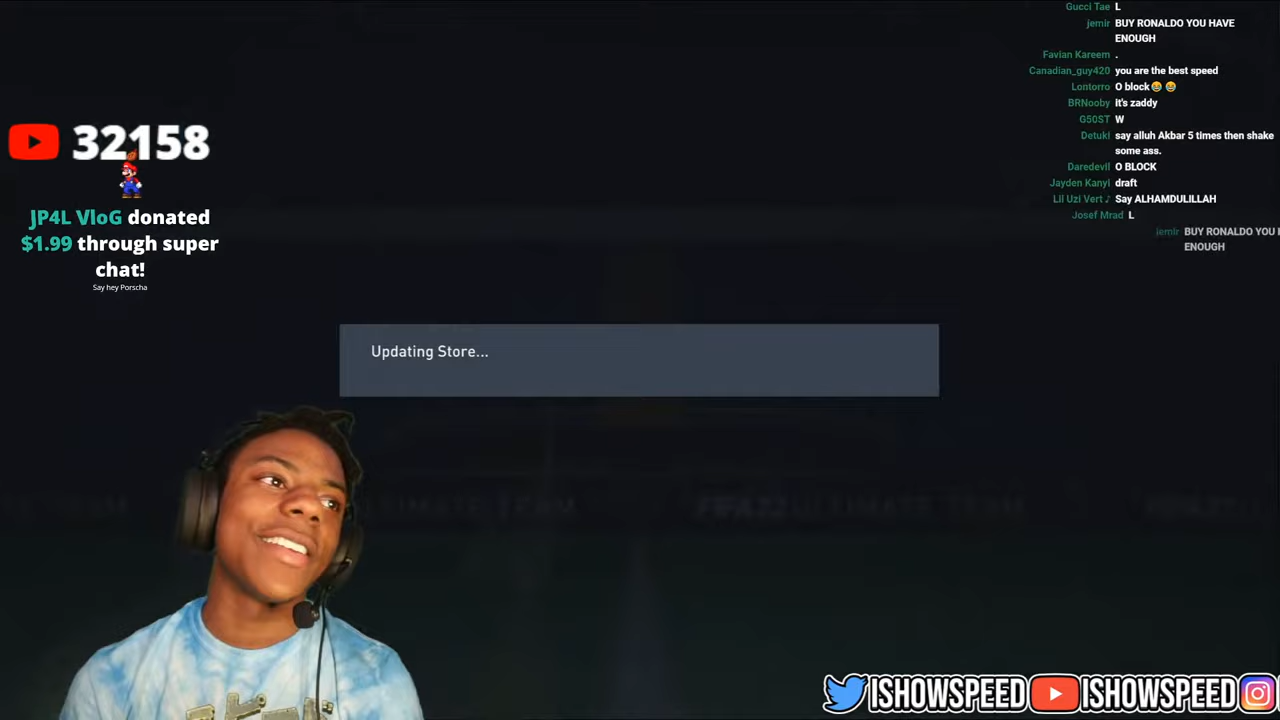 32158
JP4L VloG donated
$1.99 through super
chat!
Say hey Porscha
Gucci Tae L
jemir BUY RONALDO YOU HAVE
ENOUGH
Favian Kareem .
Canadian_guy420 you are the best speed
Lontorro O block😂 😂
BRNooby It's zaddy
G50ST W
Detuki say alluh Akbar 5 times then shake
some ass.
Daredevil O BLOCK
Jayden Kanyi draft
Lil Uzi Vert ♪ Say ALHAMDULILLAH
Josef Mrad L
jemir BUY RONALDO YOU
ENOUGH
Updating Store...
ULTIMATE TEAM
ISHOWSPEED ISHOWSPEED